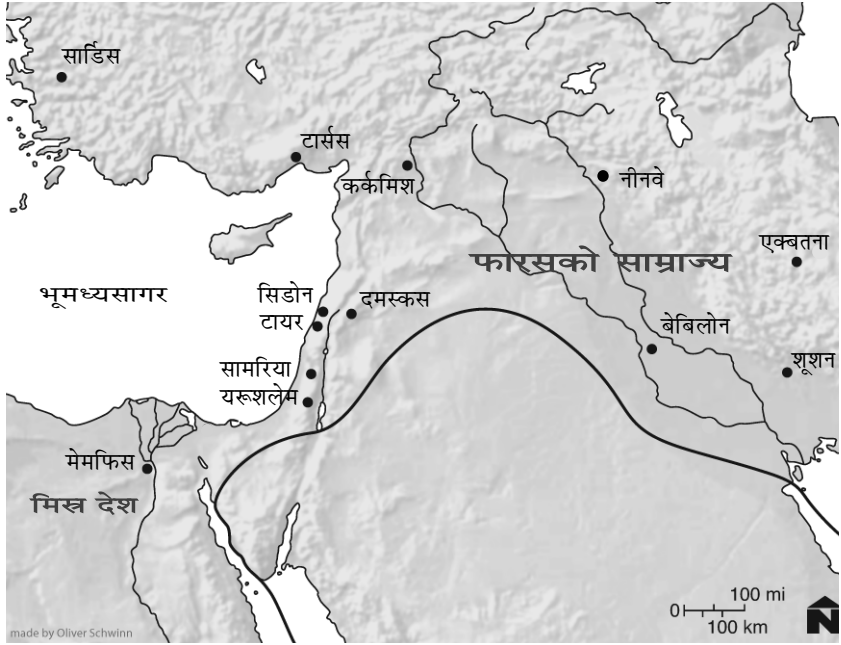 सार्डिस
टार्सस
कर्कमिश
नीनवे
एक्बतना
फारसको साम्राज्य
भूमध्यसागर
सिडोन
दमस्कस
टायर
बेबिलोन
शूशन
सामरिया
यरूशलेम
मेमफिस
मिस्र देश
100 mi
0
100 km
N
made by Oliver Schwinn